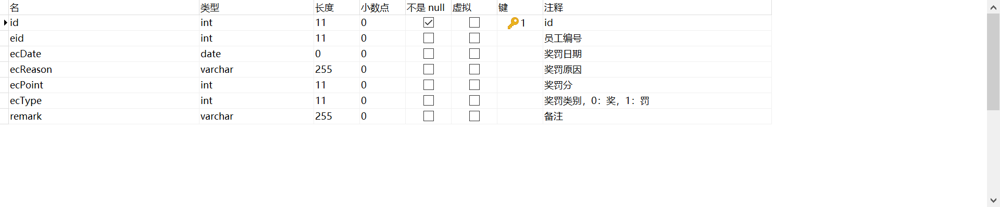 名 类型 长度 小数点 不是 null 虚拟 键 注释
id int 11 0 1 id
eid int 11 0 员工编号
ecDate date 0 0 奖罚日期
ecReason varchar 255 0 奖罚原因
ecPoint int 11 0 奖罚分
ecType int 11 0 奖罚类别，0：奖，1：罚
remark varchar 255 0 备注